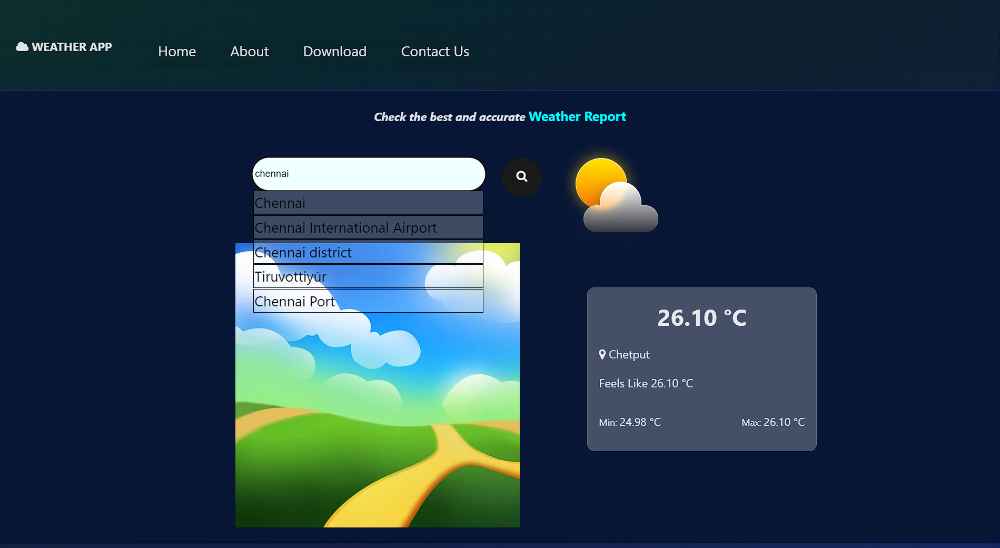 WEATHER APP
Home
About
Download
Contact Us
Check the best and accurate Weather Report
chennai
Chennai
Chennai International Airport
Chennai district
Tiruvottiyūr
Chennai Port
26.10 °C
Chetput
Feels Like 26.10 °C
Min: 24.98 °C
Max: 26.10 °C